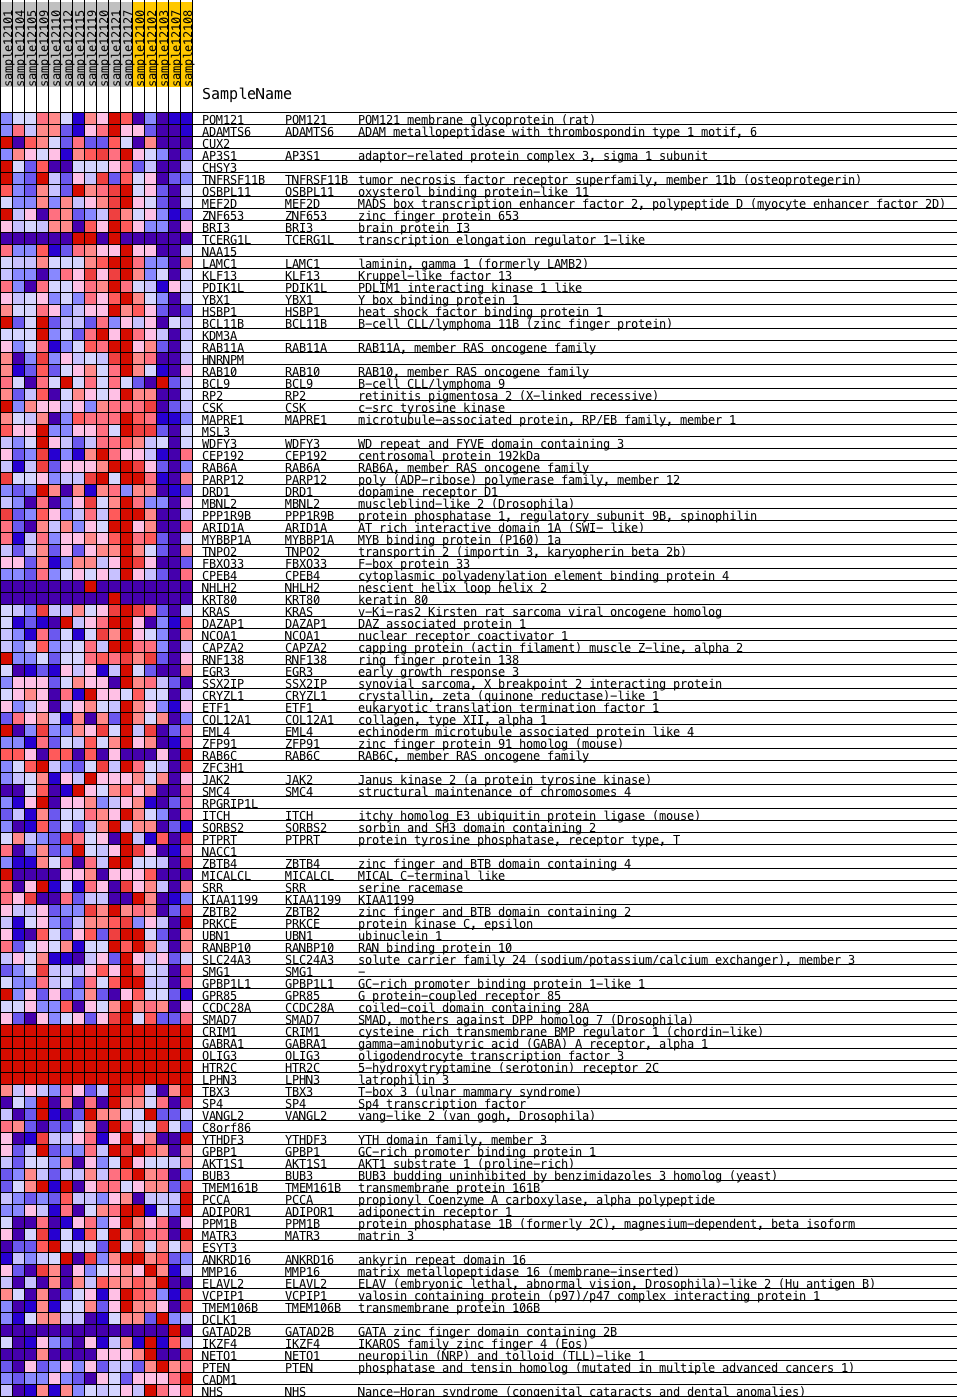 sample12101 sample12104 sample12105 sample12109 sample12110 sample12112 sample12115 sample12119 sample12120 sample12121 sample12127 sample12100 sample12102 sample12103 sample12107 sample12108
SampleName
POM121 POM121 POM121 membrane glycoprotein (rat)
ADAMTS6 ADAMTS6 ADAM metallopeptidase with thrombospondin type 1 motif, 6
CUX2
AP3S1 AP3S1 adaptor-related protein complex 3, sigma 1 subunit
CHSY3
TNFRSF11B TNFRSF11B tumor necrosis factor receptor superfamily, member 11b (osteoprotegerin)
OSBPL11 OSBPL11 oxysterol binding protein-like 11
MEF2D MEF2D MADS box transcription enhancer factor 2, polypeptide D (myocyte enhancer factor 2D)
ZNF653 ZNF653 zinc finger protein 653
BRI3 BRI3 brain protein I3
TCERG1L TCERG1L transcription elongation regulator 1-like
NAA15
LAMC1 LAMC1 laminin, gamma 1 (formerly LAMB2)
KLF13 KLF13 Kruppel-like factor 13
PDIK1L PDIK1L PDLIM1 interacting kinase 1 like
YBX1 YBX1 Y box binding protein 1
HSBP1 HSBP1 heat shock factor binding protein 1
BCL11B BCL11B B-cell CLL/lymphoma 11B (zinc finger protein)
KDM3A
RAB11A RAB11A RAB11A, member RAS oncogene family
HNRNPM
RAB10 RAB10 RAB10, member RAS oncogene family
BCL9 BCL9 B-cell CLL/lymphoma 9
RP2 RP2 retinitis pigmentosa 2 (X-linked recessive)
CSK CSK c-src tyrosine kinase
MAPRE1 MAPRE1 microtubule-associated protein, RP/EB family, member 1
MSL3
WDFY3 WDFY3 WD repeat and FYVE domain containing 3
CEP192 CEP192 centrosomal protein 192kDa
RAB6A RAB6A RAB6A, member RAS oncogene family
PARP12 PARP12 poly (ADP-ribose) polymerase family, member 12
DRD1 DRD1 dopamine receptor D1
MBNL2 MBNL2 muscleblind-like 2 (Drosophila)
PPP1R9B PPP1R9B protein phosphatase 1, regulatory subunit 9B, spinophilin
ARID1A ARID1A AT rich interactive domain 1A (SWI- like)
MYBBP1A MYBBP1A MYB binding protein (P160) 1a
TNPO2 TNPO2 transportin 2 (importin 3, karyopherin beta 2b)
FBXO33 FBXO33 F-box protein 33
CPEB4 CPEB4 cytoplasmic polyadenylation element binding protein 4
NHLH2 NHLH2 nescient helix loop helix 2
KRT80 KRT80 keratin 80
KRAS KRAS v-Ki-ras2 Kirsten rat sarcoma viral oncogene homolog
DAZAP1 DAZAP1 DAZ associated protein 1
NCOA1 NCOA1 nuclear receptor coactivator 1
CAPZA2 CAPZA2 capping protein (actin filament) muscle Z-line, alpha 2
RNF138 RNF138 ring finger protein 138
EGR3 EGR3 early growth response 3
SSX2IP SSX2IP synovial sarcoma, X breakpoint 2 interacting protein
CRYZL1 CRYZL1 crystallin, zeta (quinone reductase)-like 1
ETF1 ETF1 eukaryotic translation termination factor 1
COL12A1 COL12A1 collagen, type XII, alpha 1
EML4 EML4 echinoderm microtubule associated protein like 4
ZFP91 ZFP91 zinc finger protein 91 homolog (mouse)
RAB6C RAB6C RAB6C, member RAS oncogene family
ZFC3H1
JAK2 JAK2 Janus kinase 2 (a protein tyrosine kinase)
SMC4 SMC4 structural maintenance of chromosomes 4
RPGRIP1L
ITCH ITCH itchy homolog E3 ubiquitin protein ligase (mouse)
SORBS2 SORBS2 sorbin and SH3 domain containing 2
PTPRT PTPRT protein tyrosine phosphatase, receptor type, T
NACC1
ZBTB4 ZBTB4 zinc finger and BTB domain containing 4
MICALCL MICALCL MICAL C-terminal like
SRR SRR serine racemase
KIAA1199 KIAA1199 KIAA1199
ZBTB2 ZBTB2 zinc finger and BTB domain containing 2
PRKCE PRKCE protein kinase C, epsilon
UBN1 UBN1 ubinuclein 1
RANBP10 RANBP10 RAN binding protein 10
SLC24A3 SLC24A3 solute carrier family 24 (sodium/potassium/calcium exchanger), member 3
SMG1 SMG1 -
GPBP1L1 GPBP1L1 GC-rich promoter binding protein 1-like 1
GPR85 GPR85 G protein-coupled receptor 85
CCDC28A CCDC28A coiled-coil domain containing 28A
SMAD7 SMAD7 SMAD, mothers against DPP homolog 7 (Drosophila)
CRIM1 CRIM1 cysteine rich transmembrane BMP regulator 1 (chordin-like)
GABRA1 GABRA1 gamma-aminobutyric acid (GABA) A receptor, alpha 1
OLIG3 OLIG3 oligodendrocyte transcription factor 3
HTR2C HTR2C 5-hydroxytryptamine (serotonin) receptor 2C
LPHN3 LPHN3 latrophilin 3
TBX3 TBX3 T-box 3 (ulnar mammary syndrome)
SP4 SP4 Sp4 transcription factor
VANGL2 VANGL2 vang-like 2 (van gogh, Drosophila)
C8orf86
YTHDF3 YTHDF3 YTH domain family, member 3
GPBP1 GPBP1 GC-rich promoter binding protein 1
AKT1S1 AKT1S1 AKT1 substrate 1 (proline-rich)
BUB3 BUB3 BUB3 budding uninhibited by benzimidazoles 3 homolog (yeast)
TMEM161B TMEM161B transmembrane protein 161B
PCCA PCCA propionyl Coenzyme A carboxylase, alpha polypeptide
ADIPOR1 ADIPOR1 adiponectin receptor 1
PPM1B PPM1B protein phosphatase 1B (formerly 2C), magnesium-dependent, beta isoform
MATR3 MATR3 matrin 3
ESYT3
ANKRD16 ANKRD16 ankyrin repeat domain 16
MMP16 MMP16 matrix metallopeptidase 16 (membrane-inserted)
ELAVL2 ELAVL2 ELAV (embryonic lethal, abnormal vision, Drosophila)-like 2 (Hu antigen B)
VCPIP1 VCPIP1 valosin containing protein (p97)/p47 complex interacting protein 1
TMEM106B TMEM106B transmembrane protein 106B
DCLK1
GATAD2B GATAD2B GATA zinc finger domain containing 2B
IKZF4 IKZF4 IKAROS family zinc finger 4 (Eos)
NETO1 NETO1 neuropilin (NRP) and tolloid (TLL)-like 1
PTEN PTEN phosphatase and tensin homolog (mutated in multiple advanced cancers 1)
CADM1
NHS NHS Nance-Horan syndrome (congenital cataracts and dental anomalies)